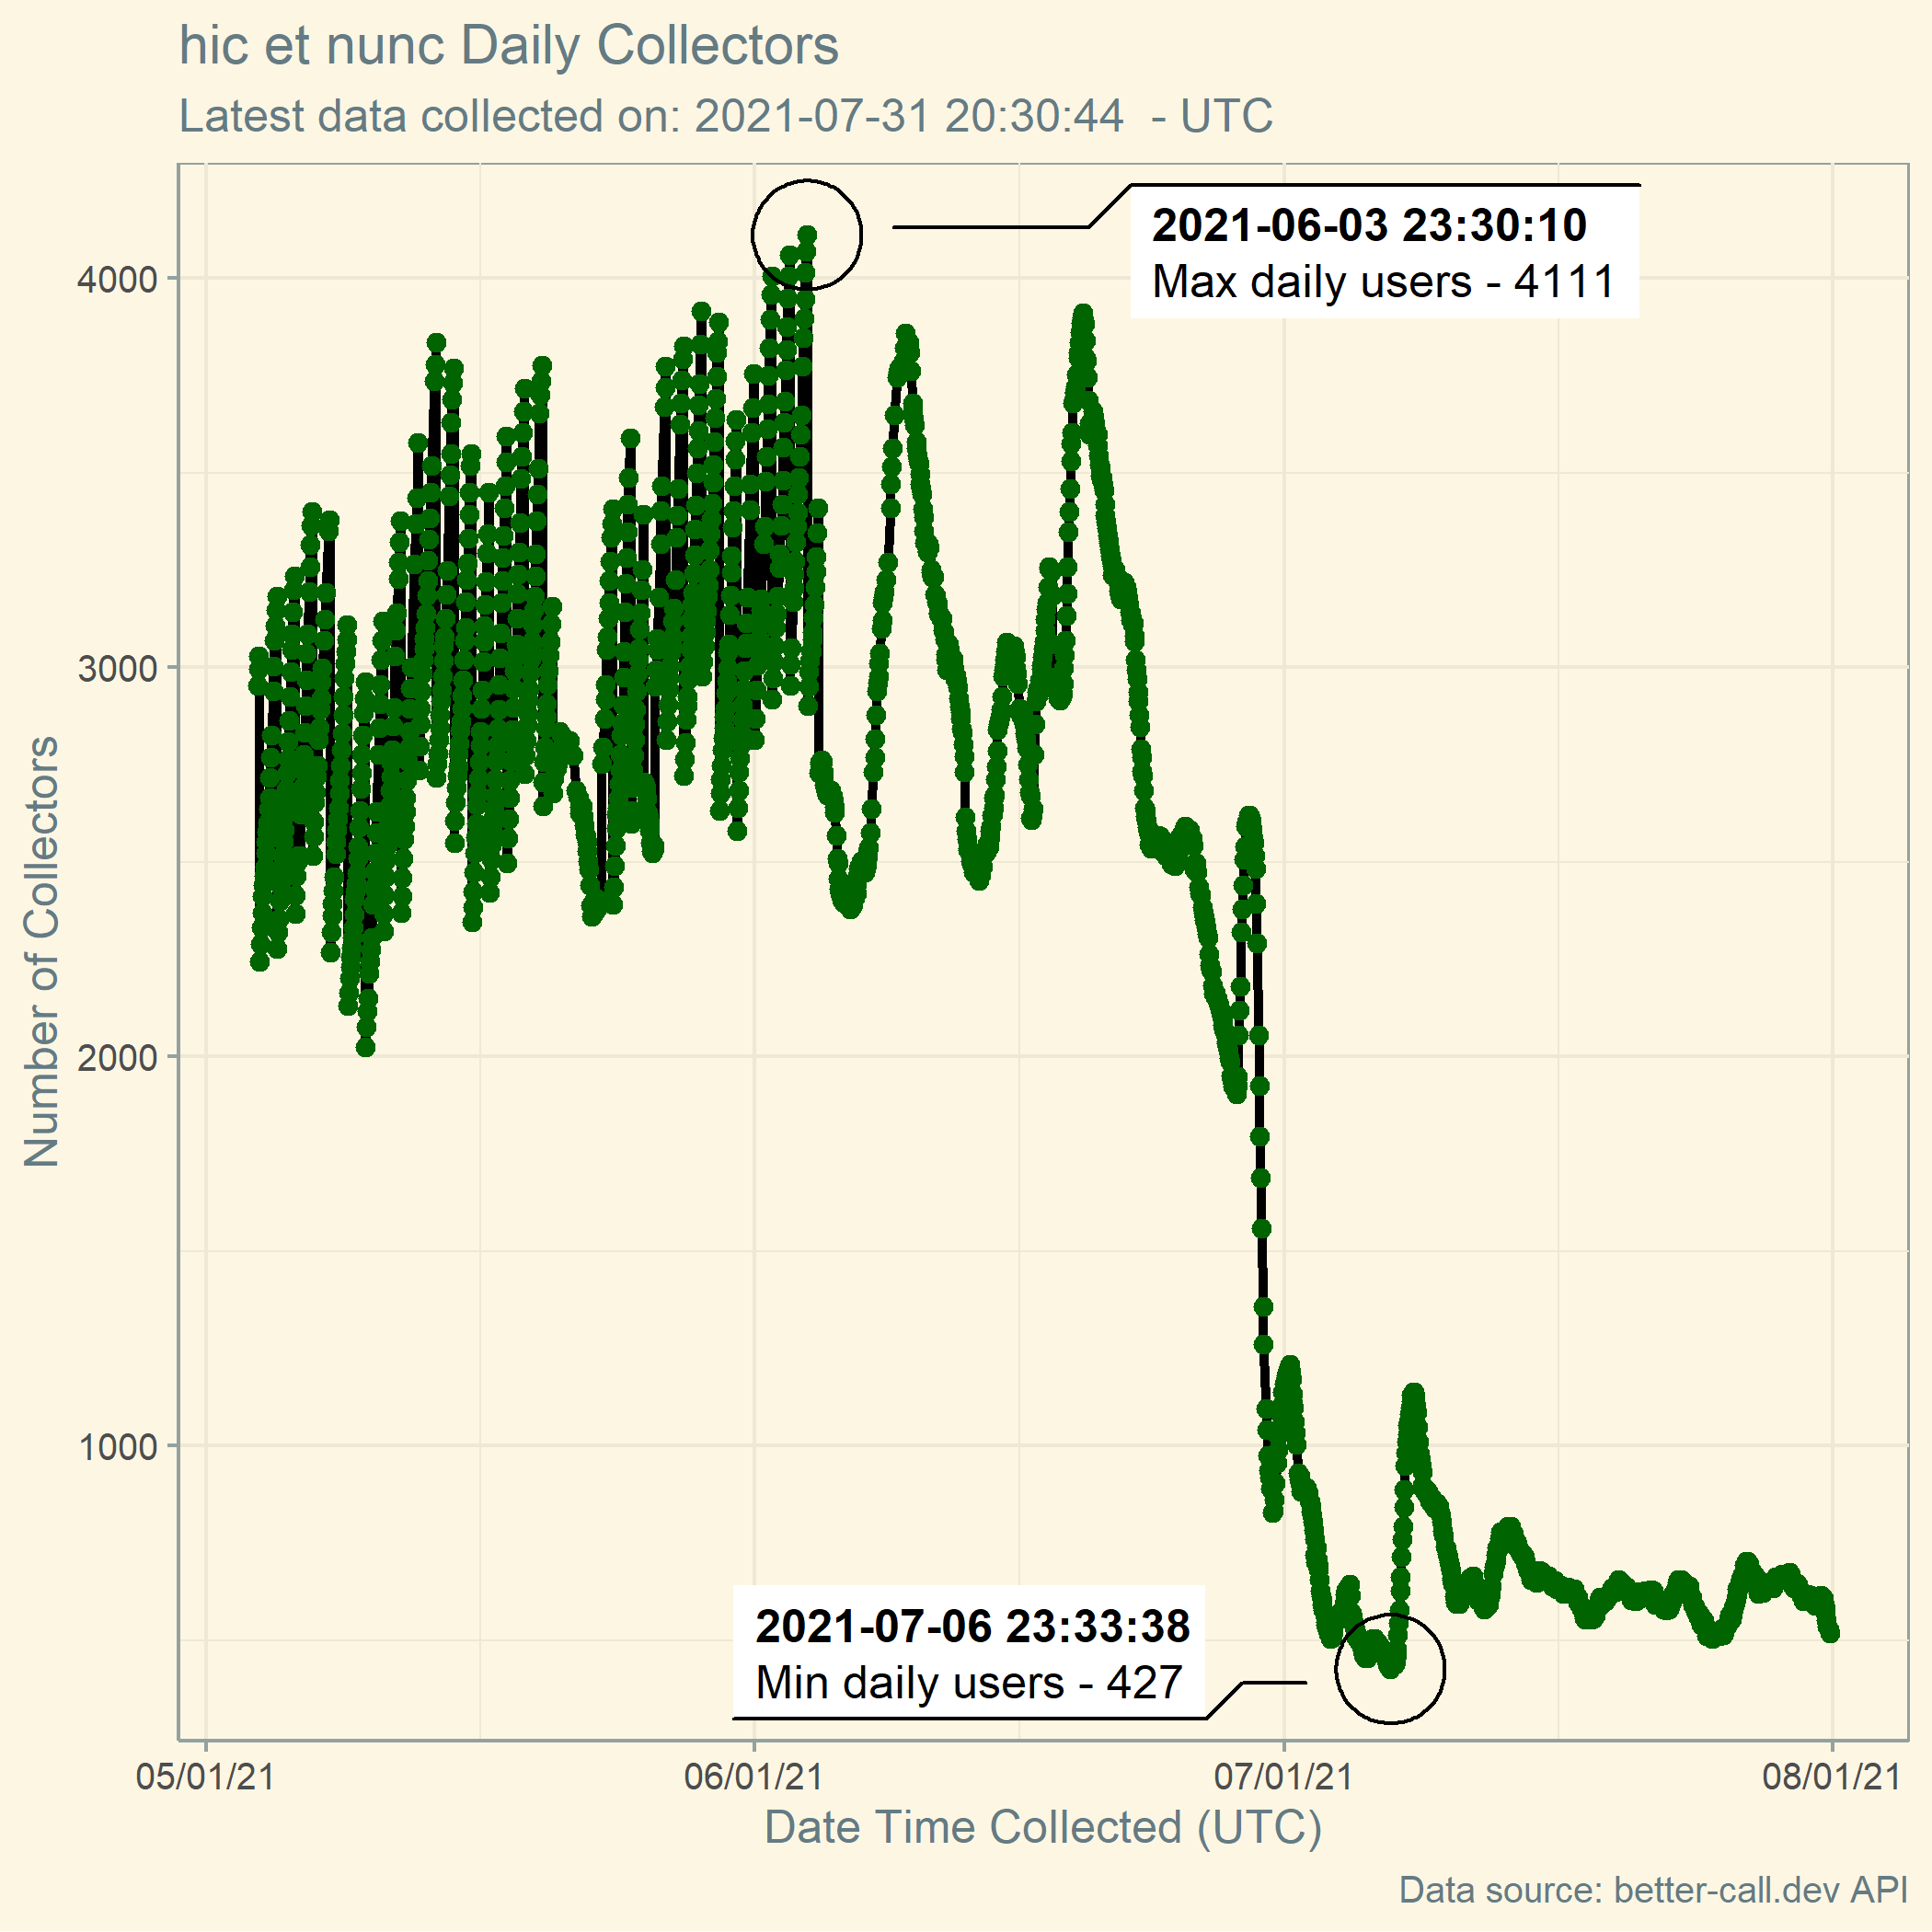 hic et nunc Daily Collectors
Latest data collected on: 2021-07-31 20:30:44 - UTC
2021-06-03 23:30:10
Max daily users - 4111
4000
3000
2000
1000
Number of Collectors
2021-07-06 23:33:38
Min daily users - 427
05/01/21 06/01/21 07/01/21 08/01/21
Date Time Collected (UTC)
Data source: better-call.dev API